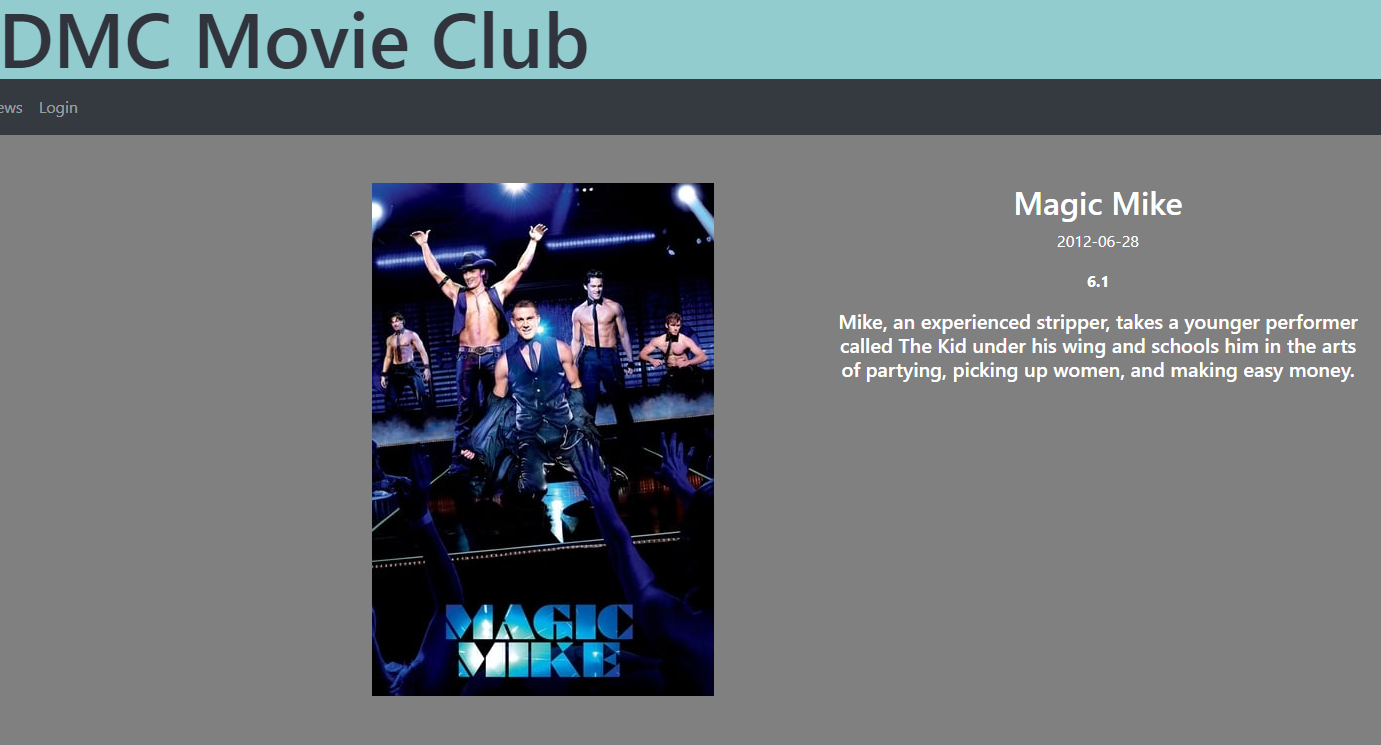 DMC Movie Club
ews Login
Magic Mike
2012-06-28
6.1
Mike, an experienced stripper, takes a younger performer
called The Kid under his wing and schools him in the arts
of partying, picking up women, and making easy money.
MAGIC
MIKE